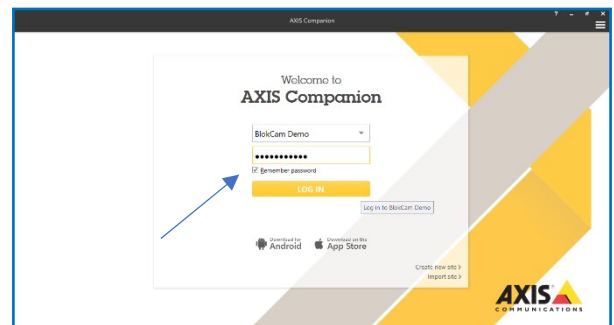 AXIS Companion
Welcome to
AXIS Companion
BlokCam Demo
Remember password
LOG IN
Log in to BlokCam Demo
Download for
Android
Download on the
App Store
Create new site >
Import site >
AXIS
COMMUNICATIONS